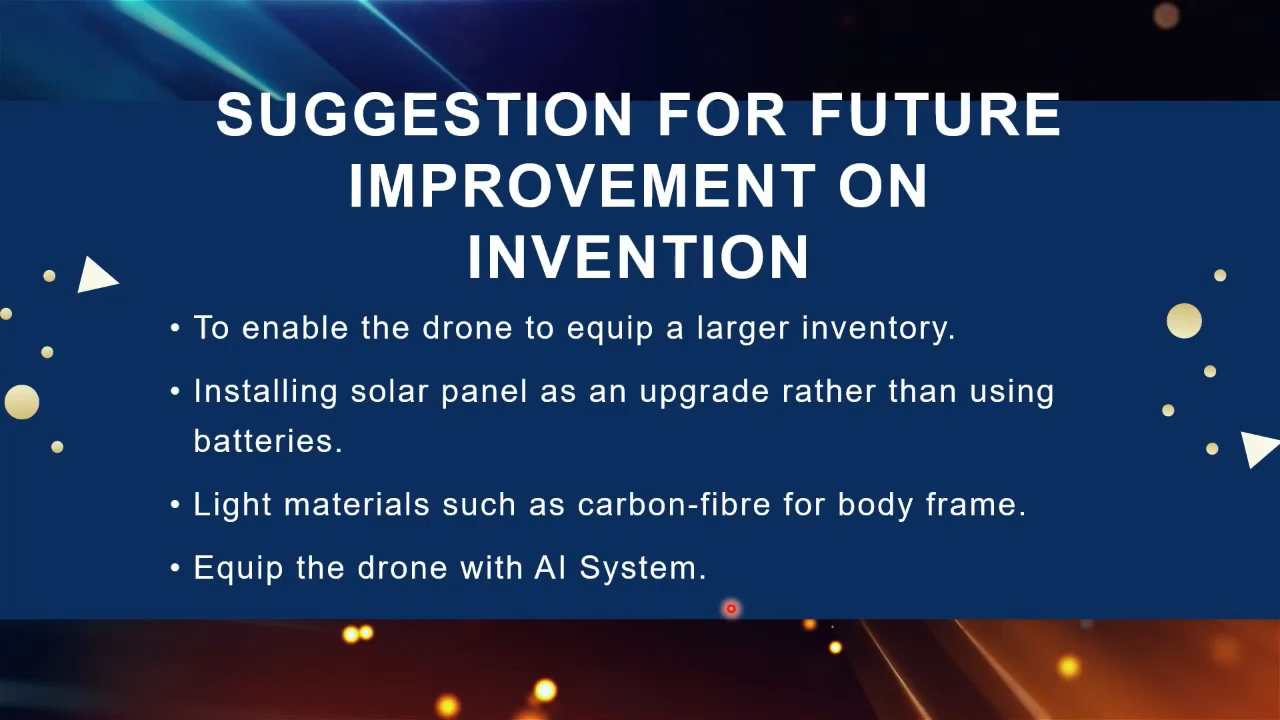 SUGGESTION FOR FUTURE
IMPROVEMENT ON
INVENTION
• To enable the drone to equip a larger inventory.
• Installing solar panel as an upgrade rather than using
batteries.
• Light materials such as carbon-fibre for body frame.
• Equip the drone with AI System.